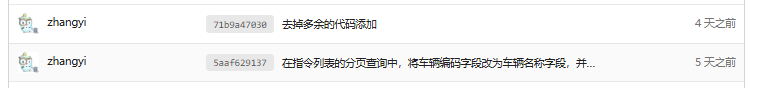 zhangyi 71b9a47030 去掉多余的代码添加 4 天之前
zhangyi 5aaf629137 在指令列表的分页查询中，将车辆编码字段改为车辆名称字段，并... 5 天之前